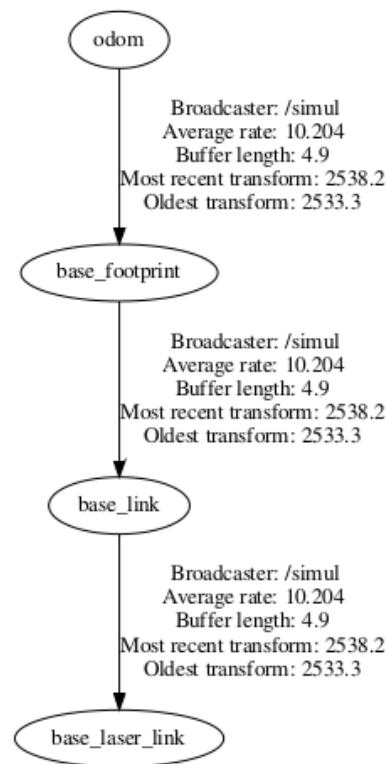 odom
Broadcaster: /simul
Average rate: 10.204
Buffer length: 4.9
Most recent transform: 2538.2
Oldest transform: 2533.3
base_footprint
Broadcaster: /simul
Average rate: 10.204
Buffer length: 4.9
Most recent transform: 2538.2
Oldest transform: 2533.3
base_link
Broadcaster: /simul
Average rate: 10.204
Buffer length: 4.9
Most recent transform: 2538.2
Oldest transform: 2533.3
base_laser_link